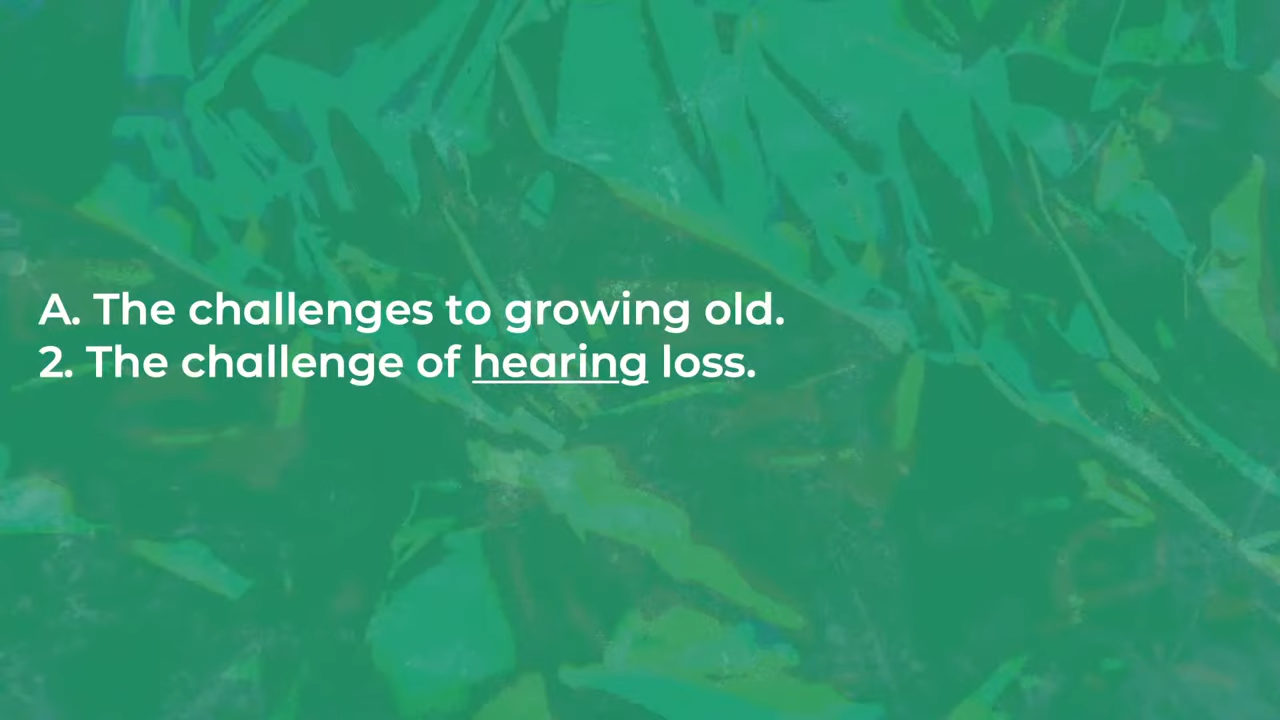 A. The challenges to growing old.
2. The challenge of hearing loss.